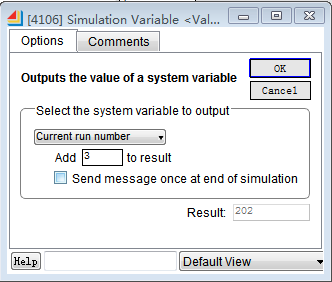 [4106] Simulation Variable <Val...
Options
Comments
Outputs the value of a system variable
OK
Cancel
Select the system variable to output
Current run number
Add 3 to result
Send message once at end of simulation
Result: 202
Help
Default View